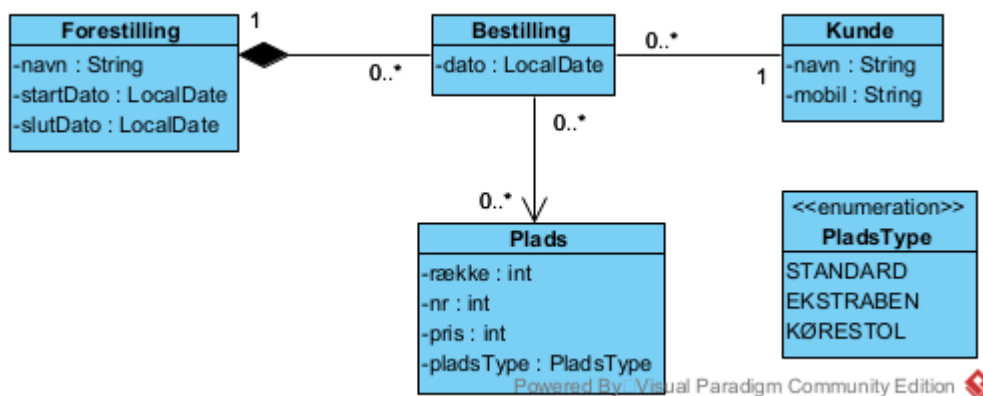 Forestilling
-navn : String
-startDato : LocalDate
-slutDato : LocalDate
1
0..*
Bestilling
-dato : LocalDate
0..*
1
Kunde
-navn : String
-mobil : String
0..*
0..*
Plads
-række : int
-nr : int
-pris : int
-pladsType : PladsType
<<enumeration>>
PladsType
STANDARD
EKSTRABEN
KØRESTOL
Powered By Visual Paradigm Community Edition